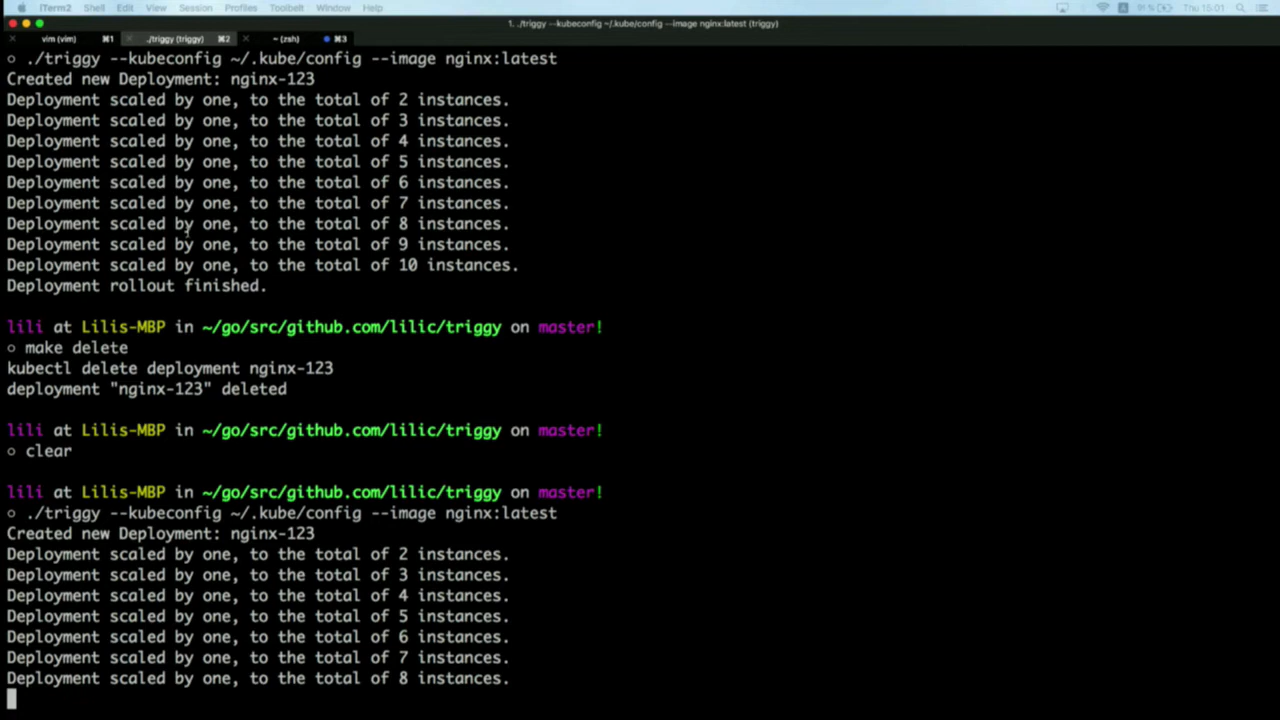 iTerm2 Shell Edit View Session Profiles Toolbelt Window Help 91 % Thu 15:01
1. ./triggy --kubeconfig ~/.kube/config --image nginx:latest (triggy)
vim (vim) ⌘1 ./triggy (triggy) ⌘2 ~ (zsh) ⌘3
○ ./triggy --kubeconfig ~/.kube/config --image nginx:latest
Created new Deployment: nginx-123
Deployment scaled by one, to the total of 2 instances.
Deployment scaled by one, to the total of 3 instances.
Deployment scaled by one, to the total of 4 instances.
Deployment scaled by one, to the total of 5 instances.
Deployment scaled by one, to the total of 6 instances.
Deployment scaled by one, to the total of 7 instances.
Deployment scaled by one, to the total of 8 instances.
Deployment scaled by one, to the total of 9 instances.
Deployment scaled by one, to the total of 10 instances.
Deployment rollout finished.
lili at Lilis-MBP in ~/go/src/github.com/lilic/triggy on master!
○ make delete
kubectl delete deployment nginx-123
deployment "nginx-123" deleted
lili at Lilis-MBP in ~/go/src/github.com/lilic/triggy on master!
○ clear
lili at Lilis-MBP in ~/go/src/github.com/lilic/triggy on master!
○ ./triggy --kubeconfig ~/.kube/config --image nginx:latest
Created new Deployment: nginx-123
Deployment scaled by one, to the total of 2 instances.
Deployment scaled by one, to the total of 3 instances.
Deployment scaled by one, to the total of 4 instances.
Deployment scaled by one, to the total of 5 instances.
Deployment scaled by one, to the total of 6 instances.
Deployment scaled by one, to the total of 7 instances.
Deployment scaled by one, to the total of 8 instances.